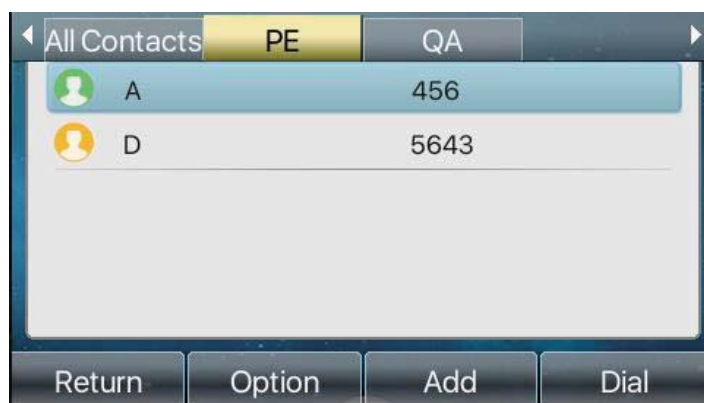 All Contacts PE QA
A 456
D 5643
Return Option Add Dial